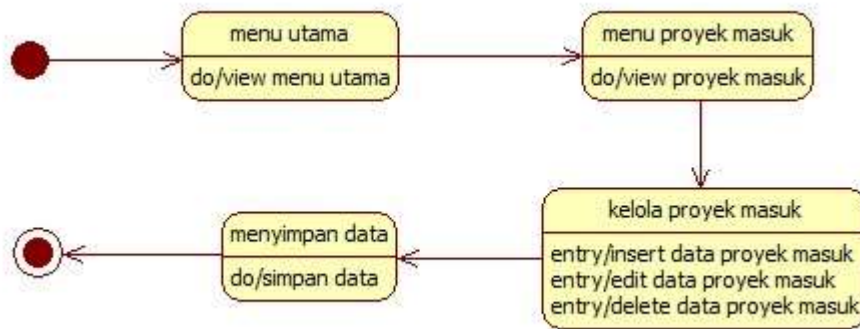 menu utama
do/view menu utama
menu proyek masuk
do/view proyek masuk
kelola proyek masuk
entry/insert data proyek masuk
entry/edit data proyek masuk
entry/delete data proyek masuk
menyimpan data
do/simpan data